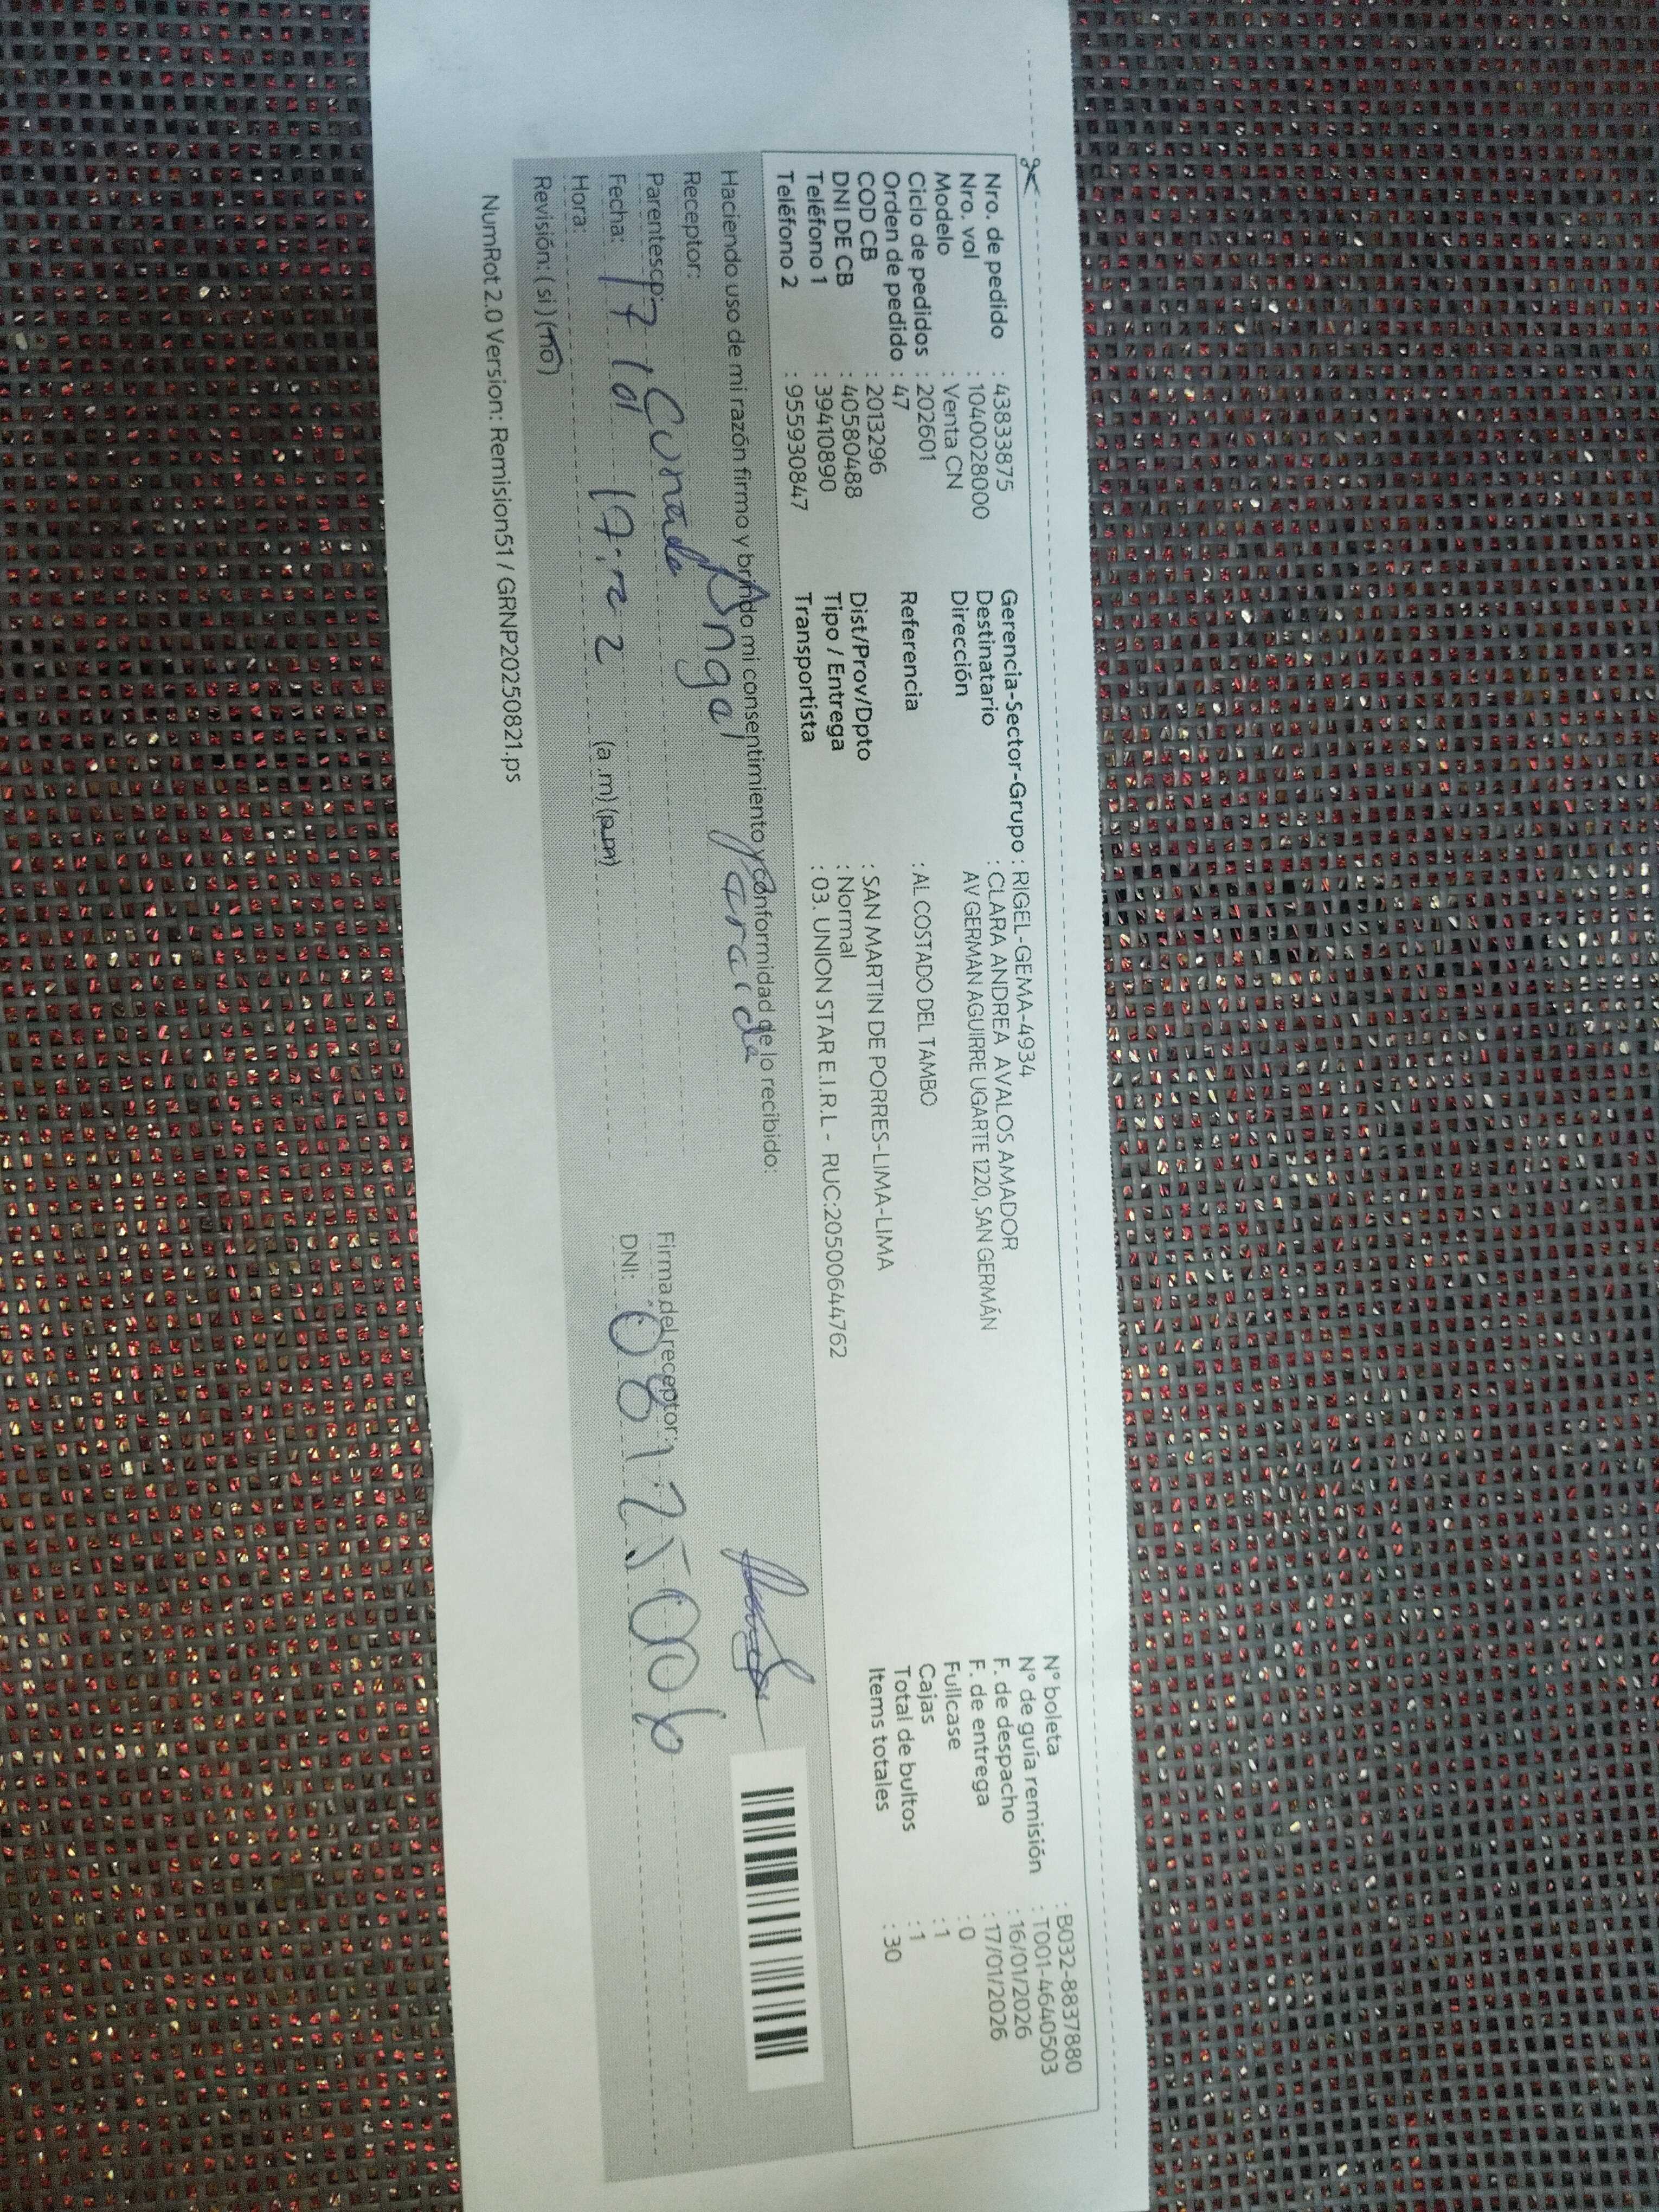 Nro. de pedido : 43833875
Nro. vol : 10400028000
Modelo : Venta CN
Ciclo de pedidos : 202601
Orden de pedido : 47
COD CB : 2013296
DNI DE CB : 40580488
Teléfono 1 : 39410890
Teléfono 2 : 955930847
Gerencia-Sector-Grupo : RIGEL-GEMA-4934
Destinatario : CLARA ANDREA AVALOS AMADOR
Dirección AV GERMAN AGUIRRE UGARTE 1220, SAN GERMÁN
Referencia : AL COSTADO DEL TAMBO
Dist/Prov/Dpto : SAN MARTIN DE PORRES-LIMA-LIMA
Tipo / Entrega : Normal
Transportista : 03. UNION STAR E.I.R.L - RUC:20500644762
Nº boleta : B032-8837880
Nº de guía remisión : T001-4640503
F. de despacho : 16/01/2026
F. de entrega : 17/01/2026
Fullcase : 0
Cajas : 1
Total de bultos : 1
Items totales : 30
Haciendo uso de mi razón firmo y brindo mi consentimiento y conformidad de lo recibido:
Receptor:
Parentesco: Cuñada
Fecha: 17/01
Hora: (a.m) (p.m)
Revisión: (si) (no)
Firma del receptor:
DNI: 08125006
NumRot 2.0 Version: Remision51 / GRNP20250821.ps